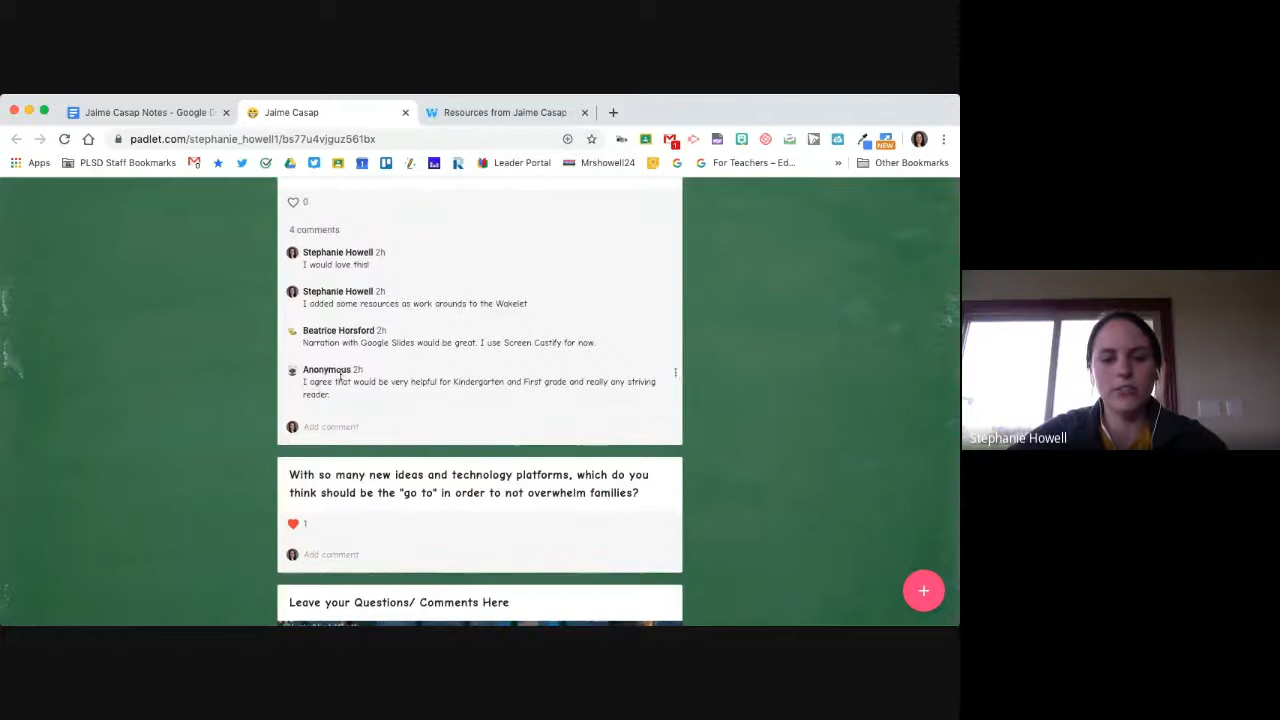 Jaime Casap Notes - Google D
Jaime Casap
Resources from Jaime Casap
padlet.com/stephanie_howell1/bs77u4vjguz561bx
1
NEW
Apps
PLSD Staff Bookmarks
Leader Portal
Mrshowell24
For Teachers – Ed...
»
Other Bookmarks
0
4 comments
Stephanie Howell 2h
I would love this!
Stephanie Howell 2h
I added some resources as work arounds to the Wakelet
Beatrice Horsford 2h
Narration with Google Slides would be great. I use Screen Castify for now.
Anonymous 2h
I agree that would be very helpful for Kindergarten and First grade and really any striving
reader.
Add comment
With so many new ideas and technology platforms, which do you
think should be the "go to" in order to not overwhelm families?
1
Add comment
Leave your Questions/ Comments Here
Stephanie Howell